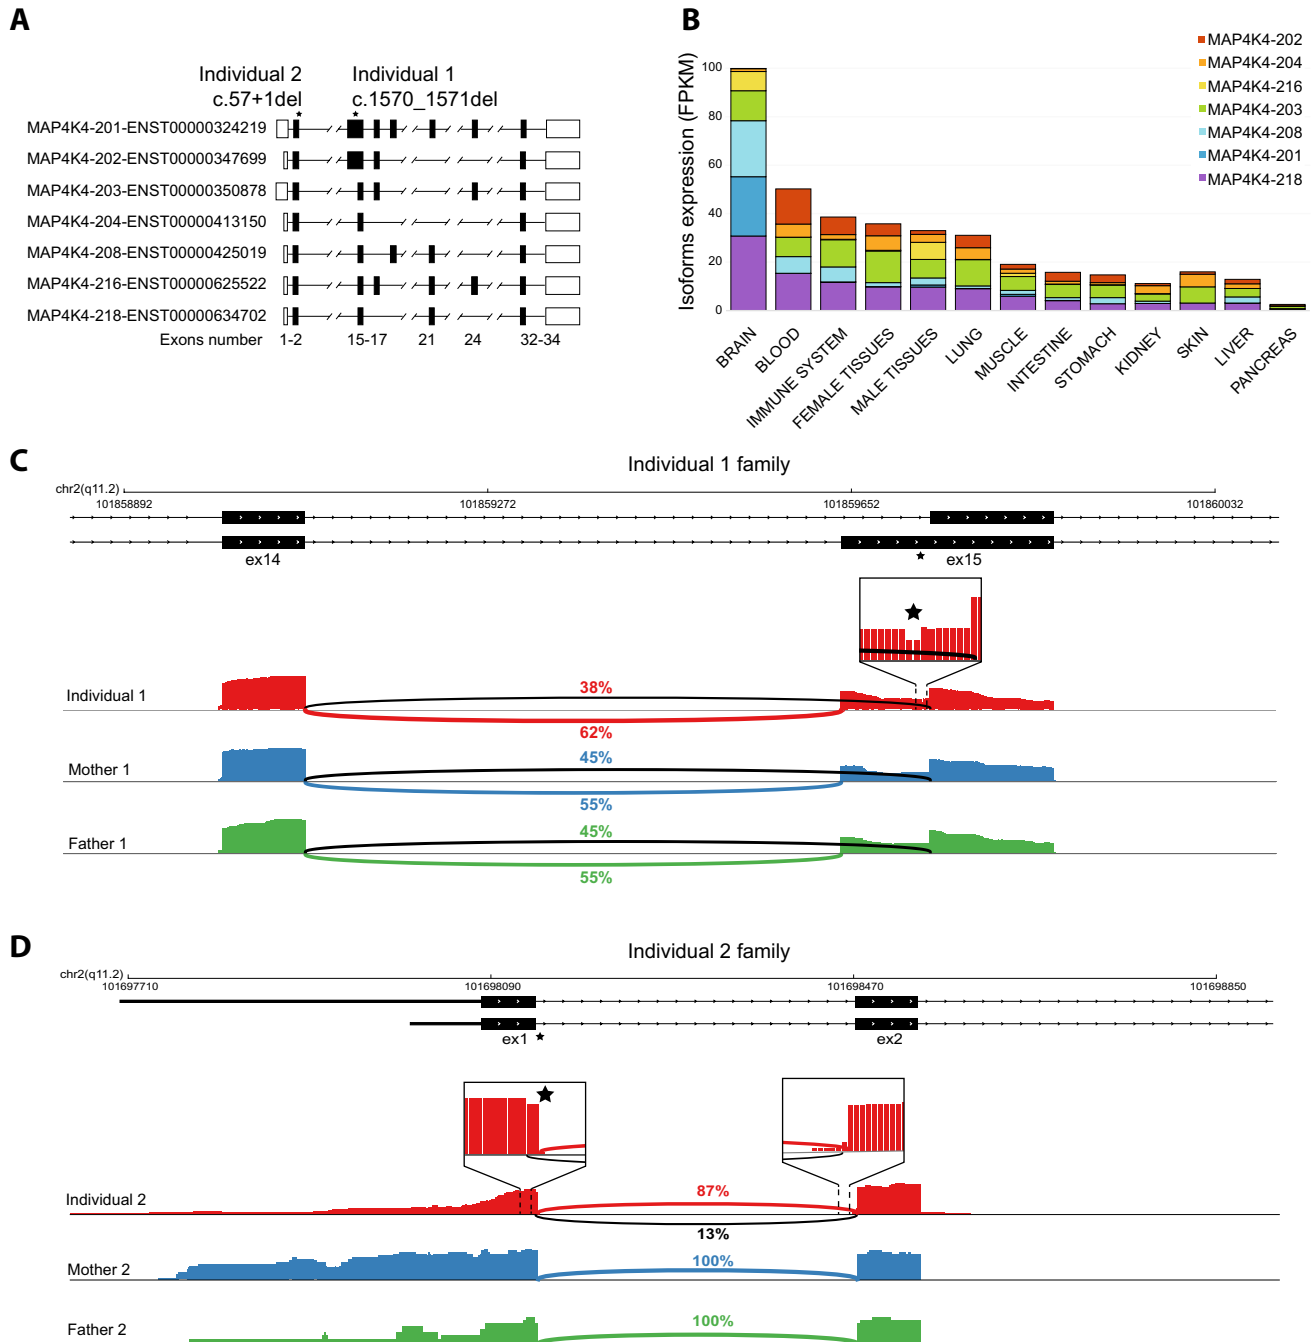 A
Individual 2
c.57+1del
Individual 1
c.1570_1571del
MAP4K4-201-ENST00000324219
MAP4K4-202-ENST00000347699
MAP4K4-203-ENST00000350878
MAP4K4-204-ENST00000413150
MAP4K4-208-ENST00000425019
MAP4K4-216-ENST00000625522
MAP4K4-218-ENST00000634702
Exons number 1-2 15-17 21 24 32-34
B
Isoforms expression (FPKM)
100
80
60
40
20
0
MAP4K4-202
MAP4K4-204
MAP4K4-216
MAP4K4-203
MAP4K4-208
MAP4K4-201
MAP4K4-218
BRAIN
BLOOD
IMMUNE SYSTEM
FEMALE TISSUES
MALE TISSUES
LUNG
MUSCLE
INTESTINE
STOMACH
KIDNEY
SKIN
LIVER
PANCREAS
C
Individual 1 family
chr2(q11.2)
101858892 101859272 101859652 101860032
ex14 ex15
Individual 1
38%
62%
Mother 1
45%
55%
Father 1
45%
55%
D
Individual 2 family
chr2(q11.2)
101697710 101698090 101698470 101698850
ex1 ex2
Individual 2
87%
13%
Mother 2
100%
Father 2
100%